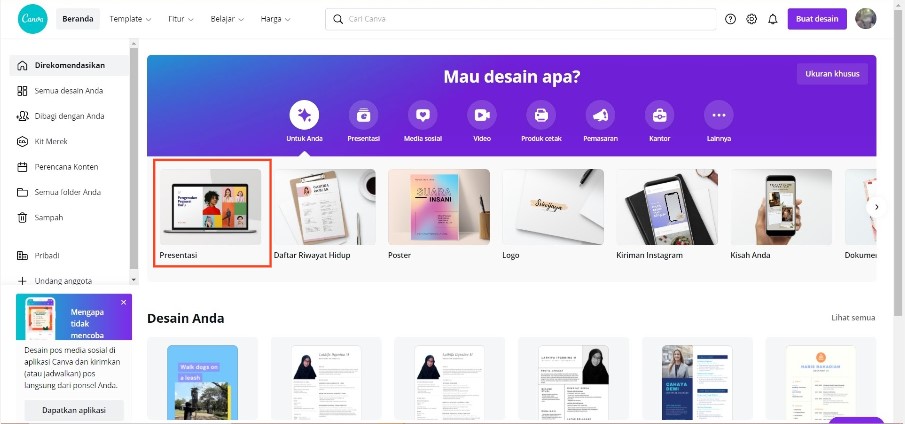 Canva
Beranda
Template
Fitur
Belajar
Harga
Cari Canva
Buat desain
Direkomendasikan
Semua desain Anda
Dibagi dengan Anda
Kit Merek
Perencana Konten
Semua folder Anda
Sampah
Pribadi
Undang anggota
Mengapa
tidak
mencoba
Desain pos media sosial di
aplikasi Canva dan kirimkan
(atau jadwalkan) pos
langsung dari ponsel Anda.
Dapatkan aplikasi
Mau desain apa?
Ukuran khusus
Untuk Anda
Presentasi
Media sosial
Video
Produk cetak
Pemasaran
Kantor
Lainnya
SUARA
INSANI
Presentasi
Daftar Riwayat Hidup
Poster
Logo
Kiriman Instagram
Kisah Anda
Dokumen
Desain Anda
Lihat semua
Walk dogs on
a leash
CAHAYA
DEMI